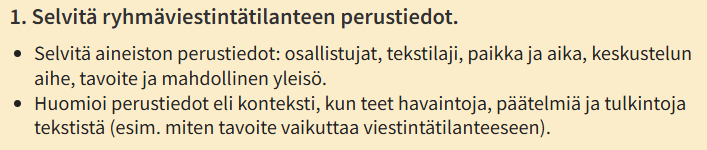 1. Selvitä ryhmäviestintätilanteen perustiedot.
• Selvitä aineiston perustiedot: osallistujat, tekstilaji, paikka ja aika, keskustelun
aihe, tavoite ja mahdollinen yleisö.
• Huomioi perustiedot eli konteksti, kun teet havaintoja, päätelmiä ja tulkintoja
tekstistä (esim. miten tavoite vaikuttaa viestintätilanteeseen).